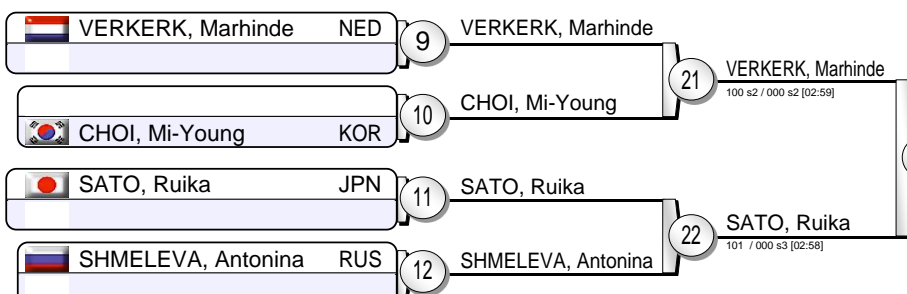 VERKERK, Marhinde NED
9
VERKERK, Marhinde
21
VERKERK, Marhinde
100 s2 / 000 s2 [02:59]
CHOI, Mi-Young KOR
10
CHOI, Mi-Young
SATO, Ruika JPN
11
SATO, Ruika
22
SATO, Ruika
101 / 000 s3 [02:58]
SHMELEVA, Antonina RUS
12
SHMELEVA, Antonina